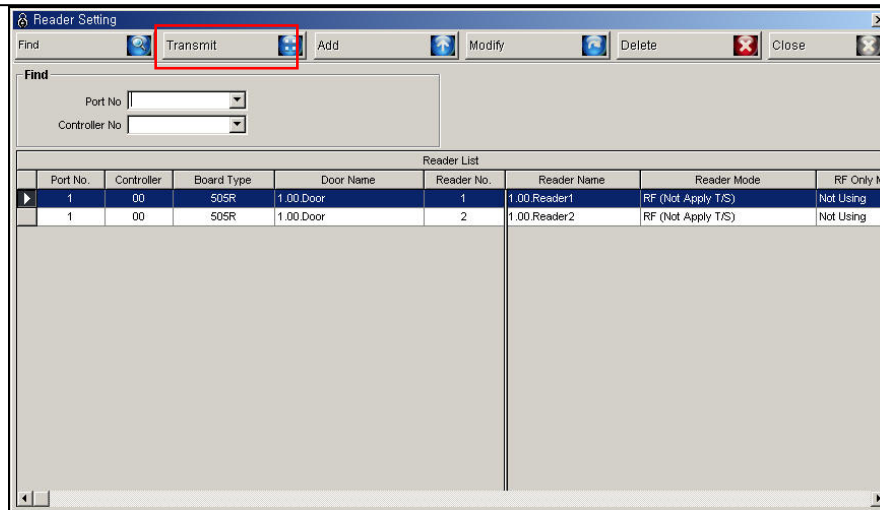 Reader Setting
Find Transmit Add Modify Delete Close
Find
Port No
Controller No
Reader List
Port No. Controller Board Type Door Name Reader No. Reader Name Reader Mode RF Only M
1 00 505R 1.00.Door 1 1.00.Reader1 RF (Not Apply T/S) Not Using
1 00 505R 1.00.Door 2 1.00.Reader2 RF (Not Apply T/S) Not Using